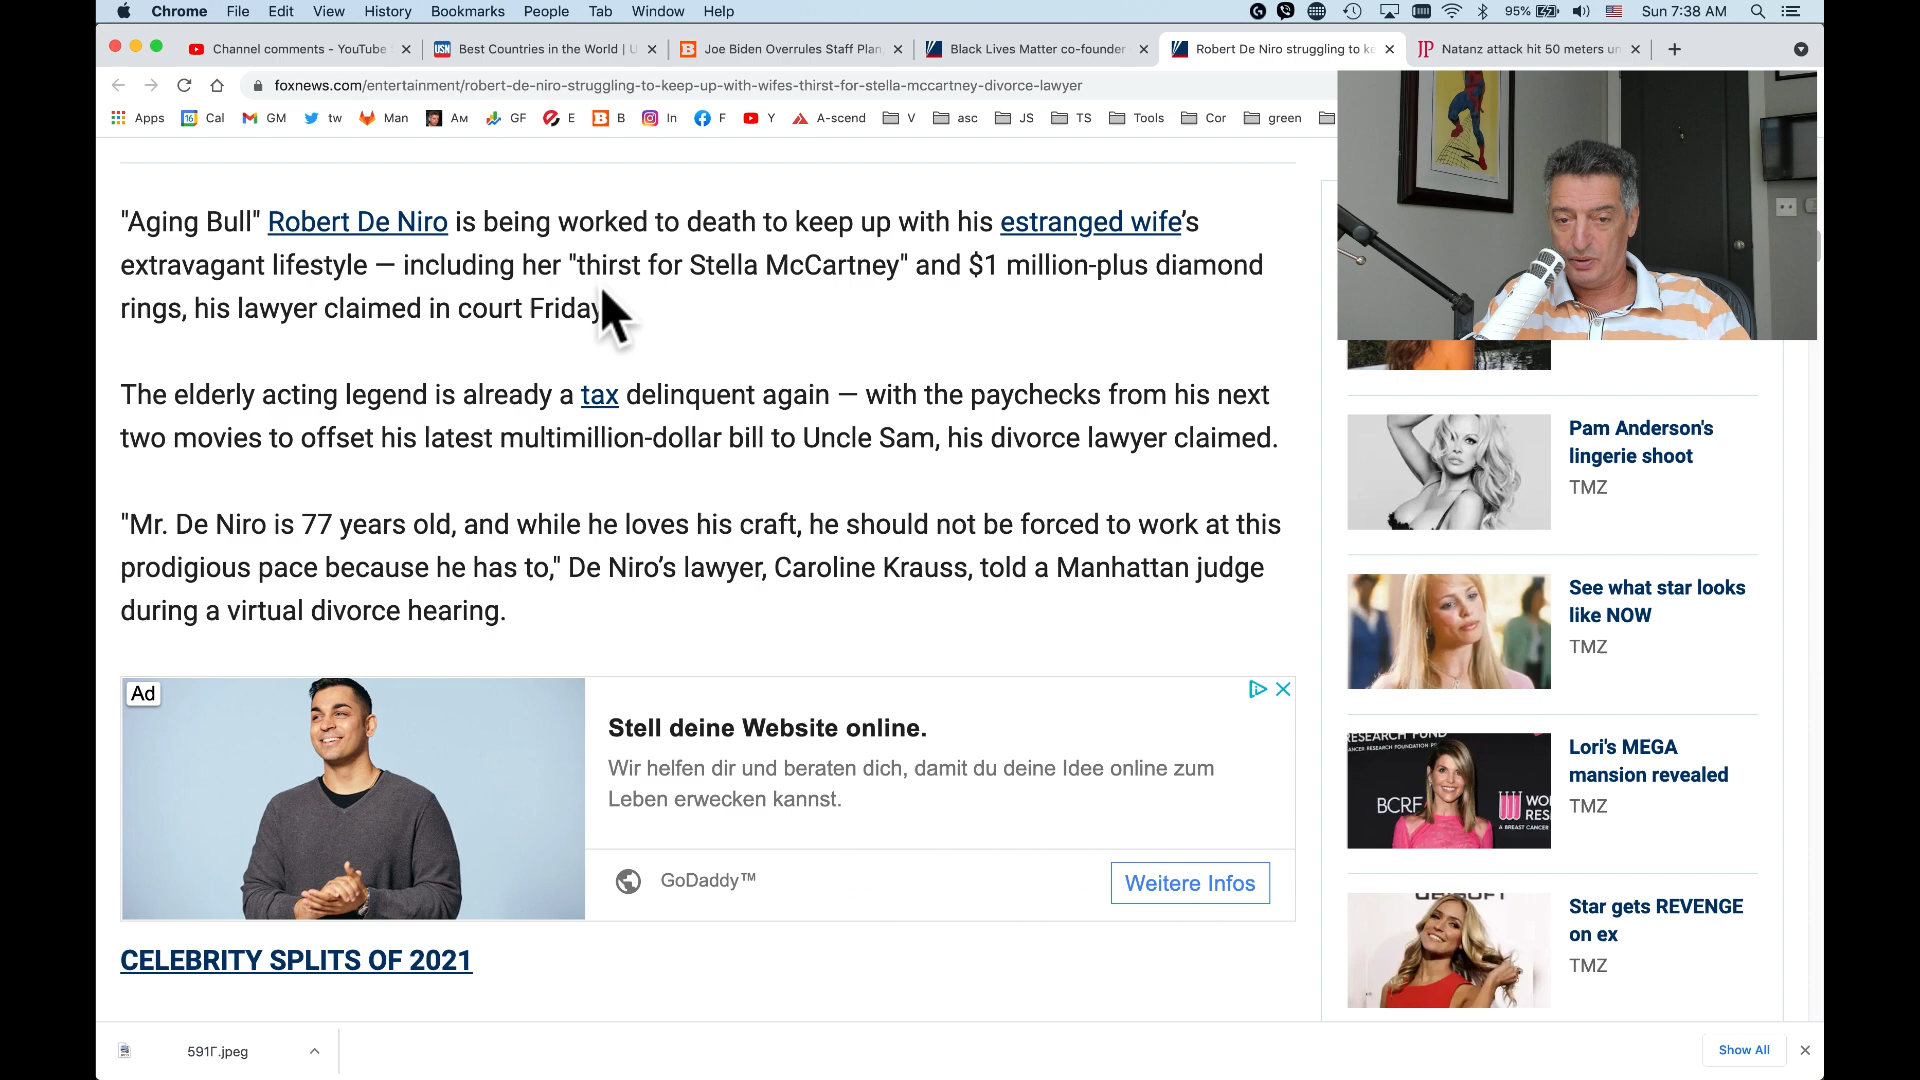 Chrome File Edit View History Bookmarks People Tab Window Help 95% Sun 7:38 AM
Channel comments - YouTube
Best Countries in the World | U
Joe Biden Overrules Staff Plan
Black Lives Matter co-founder
Robert De Niro struggling to ke
Natanz attack hit 50 meters un
foxnews.com/entertainment/robert-de-niro-struggling-to-keep-up-with-wifes-thirst-for-stella-mccartney-divorce-lawyer
Apps Cal GM tw Man Ам GF E B In F Y A-scend V asc JS TS Tools Cor green
"Aging Bull" Robert De Niro is being worked to death to keep up with his estranged wife's
extravagant lifestyle — including her "thirst for Stella McCartney" and $1 million-plus diamond
rings, his lawyer claimed in court Friday
The elderly acting legend is already a tax delinquent again — with the paychecks from his next
two movies to offset his latest multimillion-dollar bill to Uncle Sam, his divorce lawyer claimed.
"Mr. De Niro is 77 years old, and while he loves his craft, he should not be forced to work at this
prodigious pace because he has to," De Niro's lawyer, Caroline Krauss, told a Manhattan judge
during a virtual divorce hearing.
Ad
Stell deine Website online.
Wir helfen dir und beraten dich, damit du deine Idee online zum
Leben erwecken kannst.
GoDaddy™
Weitere Infos
CELEBRITY SPLITS OF 2021
Pam Anderson's
lingerie shoot
TMZ
See what star looks
like NOW
TMZ
BCRF
Lori's MEGA
mansion revealed
TMZ
Star gets REVENGE
on ex
TMZ
591Г.jpeg
Show All